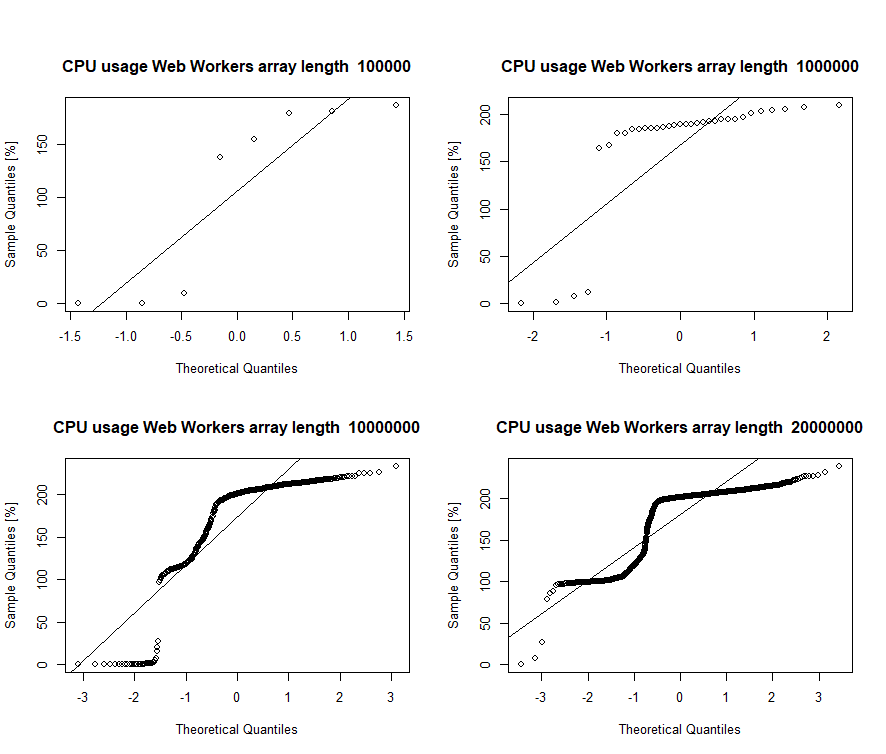 CPU usage Web Workers array length 100000
Sample Quantiles [%]
150
100
50
0
-1.5 -1.0 -0.5 0.0 0.5 1.0 1.5
Theoretical Quantiles
CPU usage Web Workers array length 1000000
Sample Quantiles [%]
200
150
100
50
0
-2 -1 0 1 2
Theoretical Quantiles
CPU usage Web Workers array length 10000000
Sample Quantiles [%]
200
150
100
50
0
-3 -2 -1 0 1 2 3
Theoretical Quantiles
CPU usage Web Workers array length 20000000
Sample Quantiles [%]
200
150
100
50
0
-3 -2 -1 0 1 2 3
Theoretical Quantiles